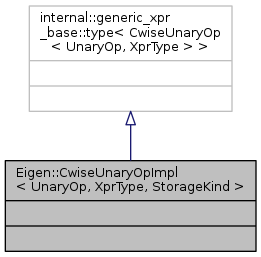 internal::generic_xpr
_base::type< CwiseUnaryOp
< UnaryOp, XprType > >
Eigen::CwiseUnaryOpImpl
< UnaryOp, XprType, StorageKind >